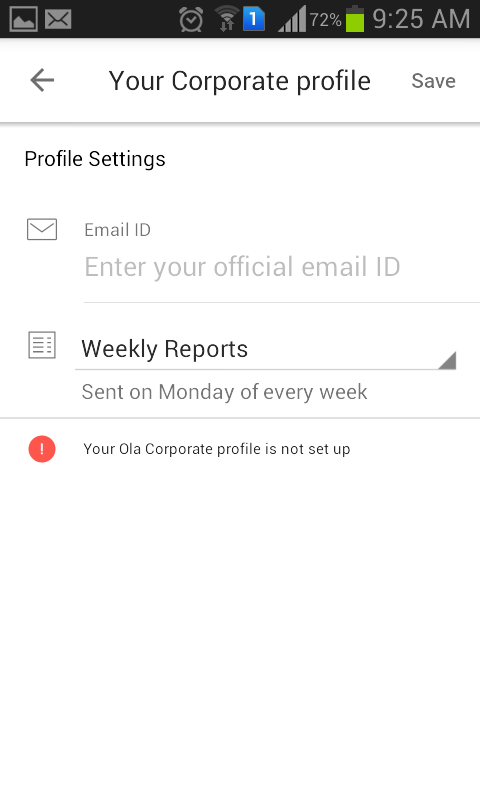 1 72% 9:25 AM
Your Corporate profile Save
Profile Settings
Email ID
Enter your official email ID
Weekly Reports
Sent on Monday of every week
! Your Ola Corporate profile is not set up